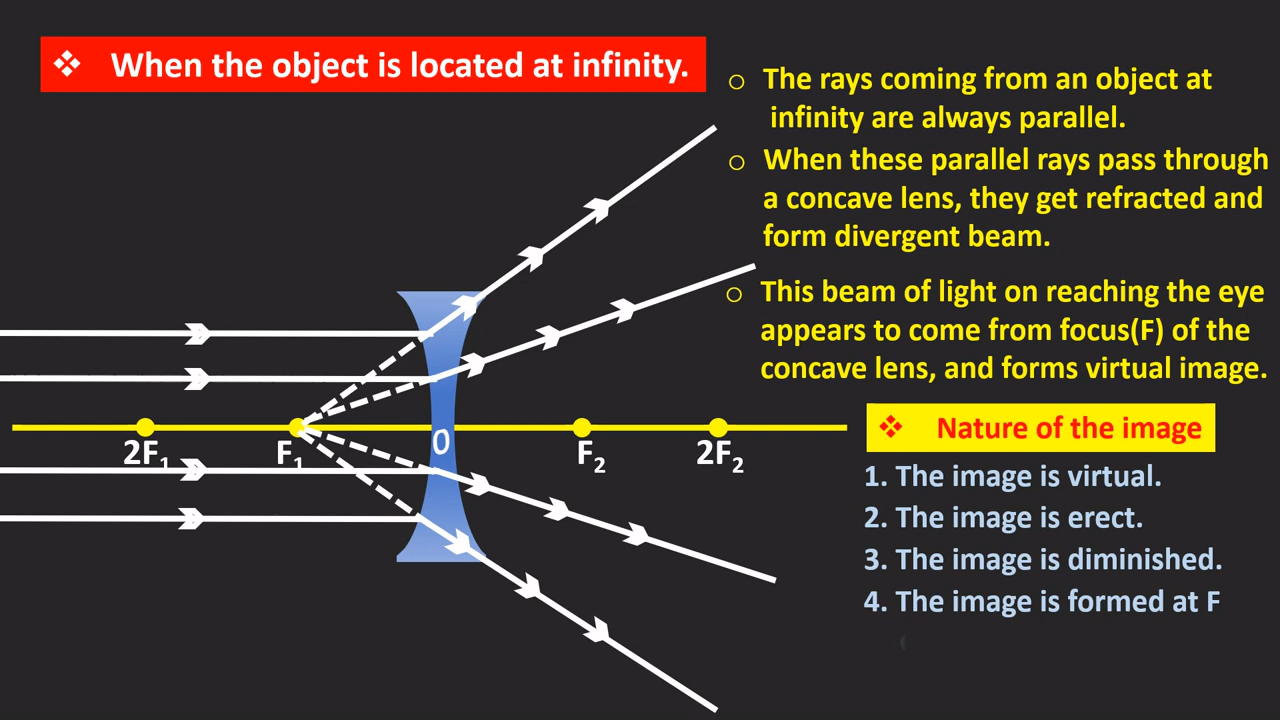 ❖ When the object is located at infinity.
o The rays coming from an object at
infinity are always parallel.
o When these parallel rays pass through
a concave lens, they get refracted and
form divergent beam.
o This beam of light on reaching the eye
appears to come from focus(F) of the
concave lens, and forms virtual image.
2F₁ F₁ O F₂ 2F₂
❖ Nature of the image
1. The image is virtual.
2. The image is erect.
3. The image is diminished.
4. The image is formed at F